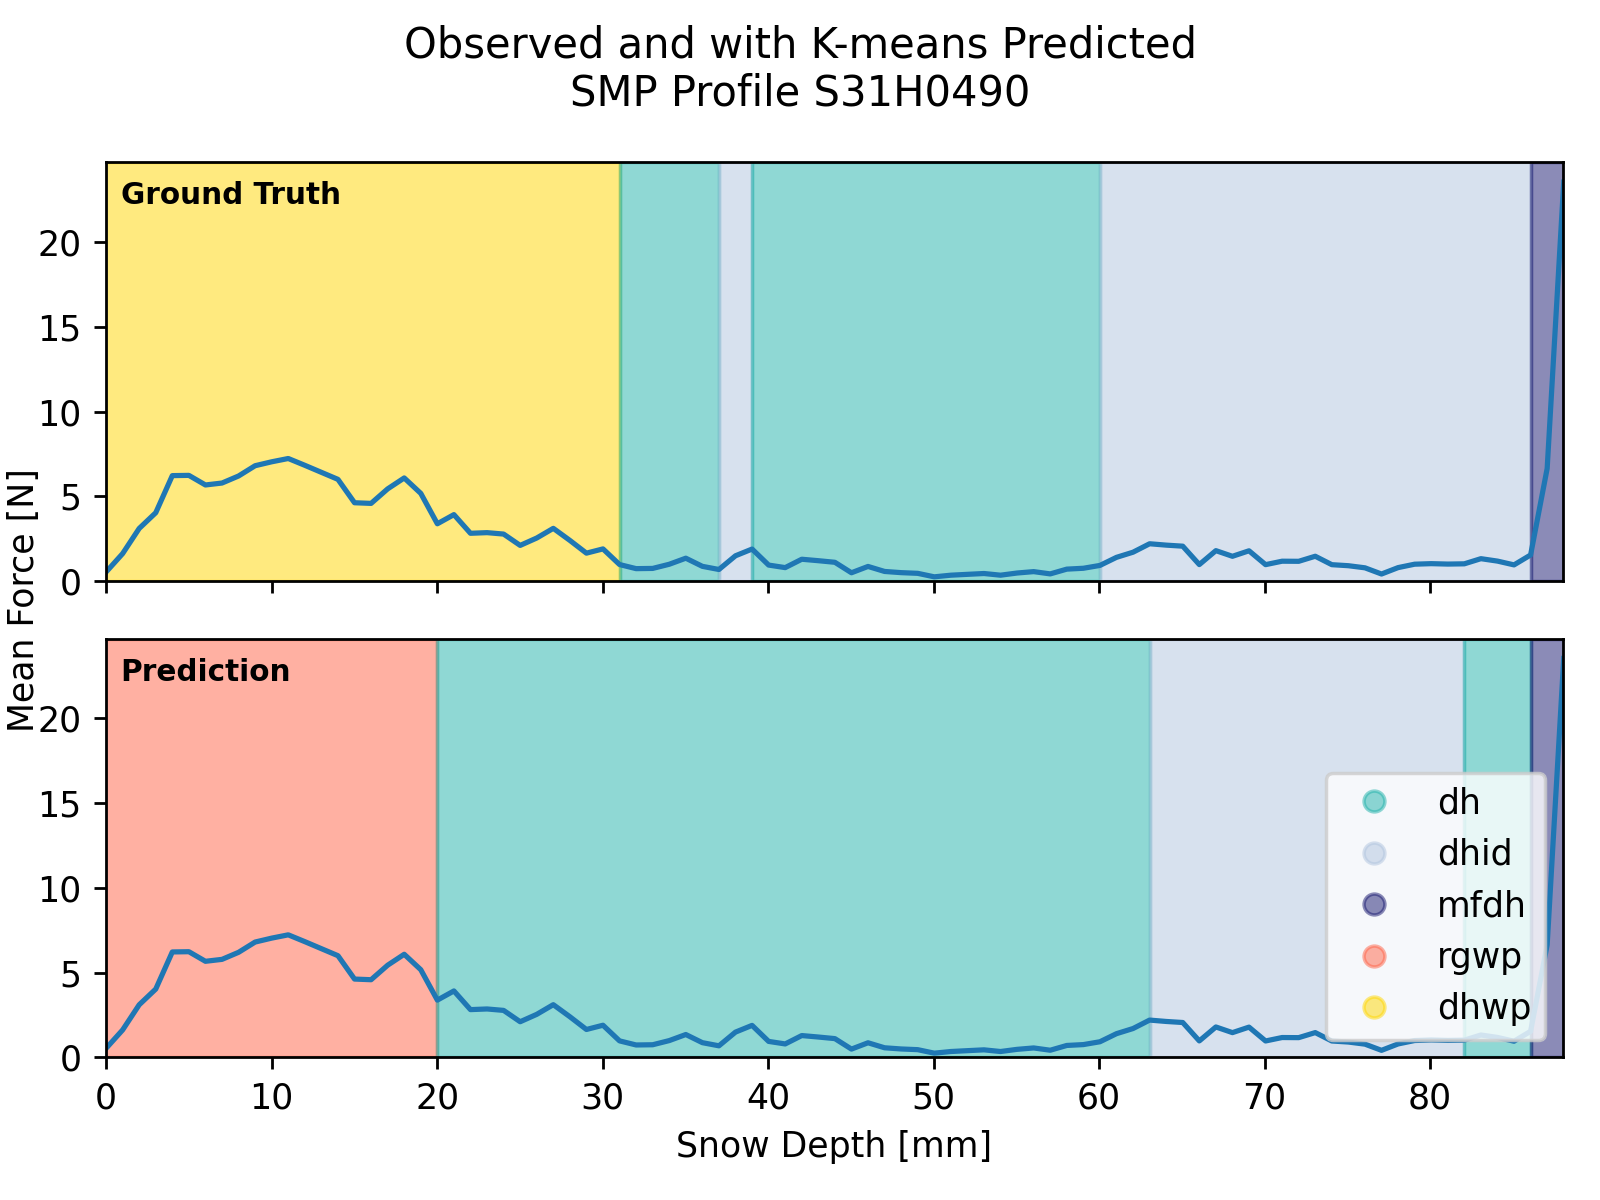 Observed and with K-means Predicted
SMP Profile S31H0490
Ground Truth
20
15
10
5
0
Mean Force [N]
Prediction
20
15
10
5
0
dh
dhid
mfdh
rgwp
dhwp
0 10 20 30 40 50 60 70 80
Snow Depth [mm]